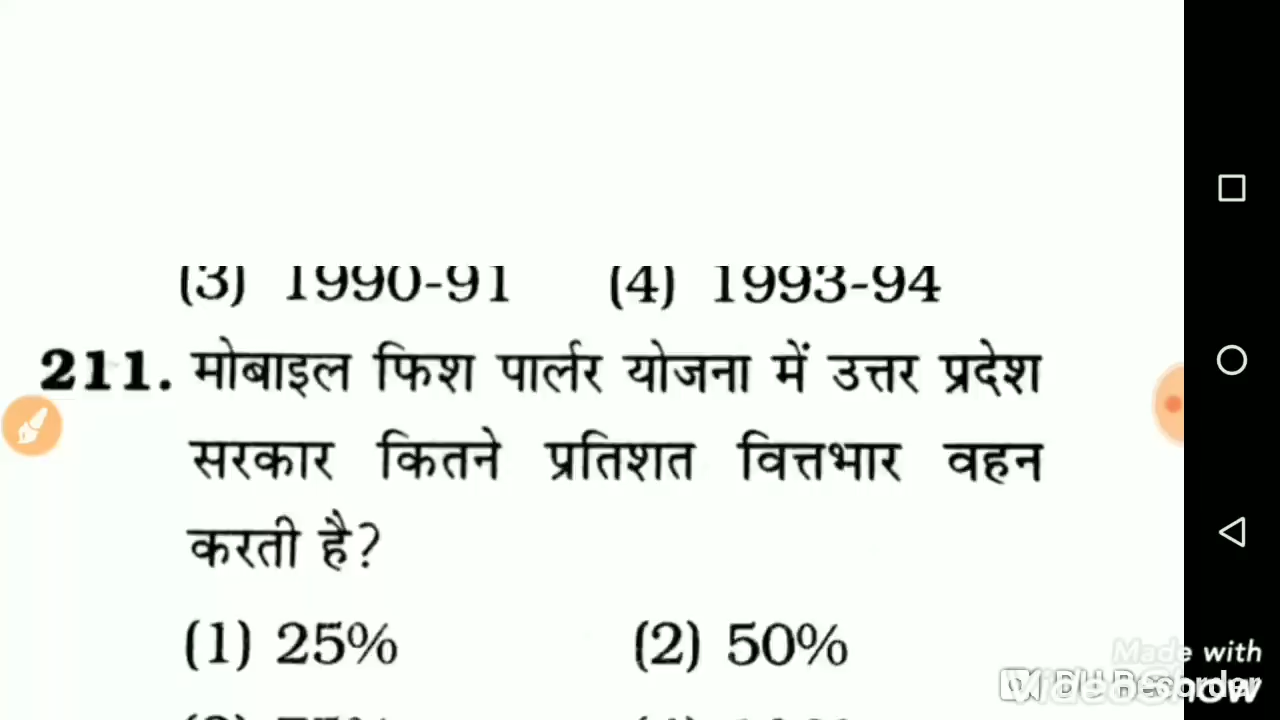 (3) 1990-91 (4) 1993-94
211. मोबाइल फिश पार्लर योजना में उत्तर प्रदेश
सरकार कितने प्रतिशत वित्तभार वहन
करती है?
(1) 25% (2) 50%
Made with